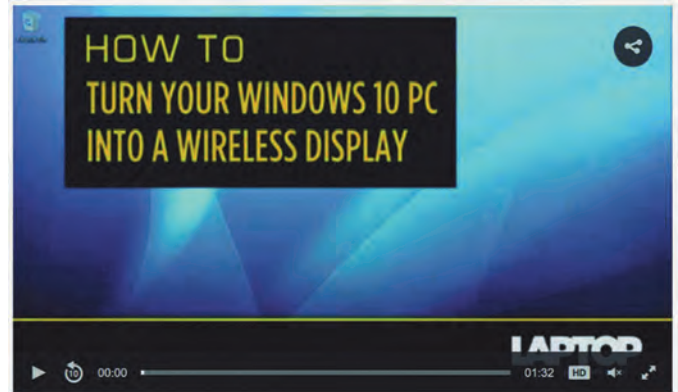 HOW TO
TURN YOUR WINDOWS 10 PC
INTO A WIRELESS DISPLAY
LAPTOP
10
00:00
01:32
HD